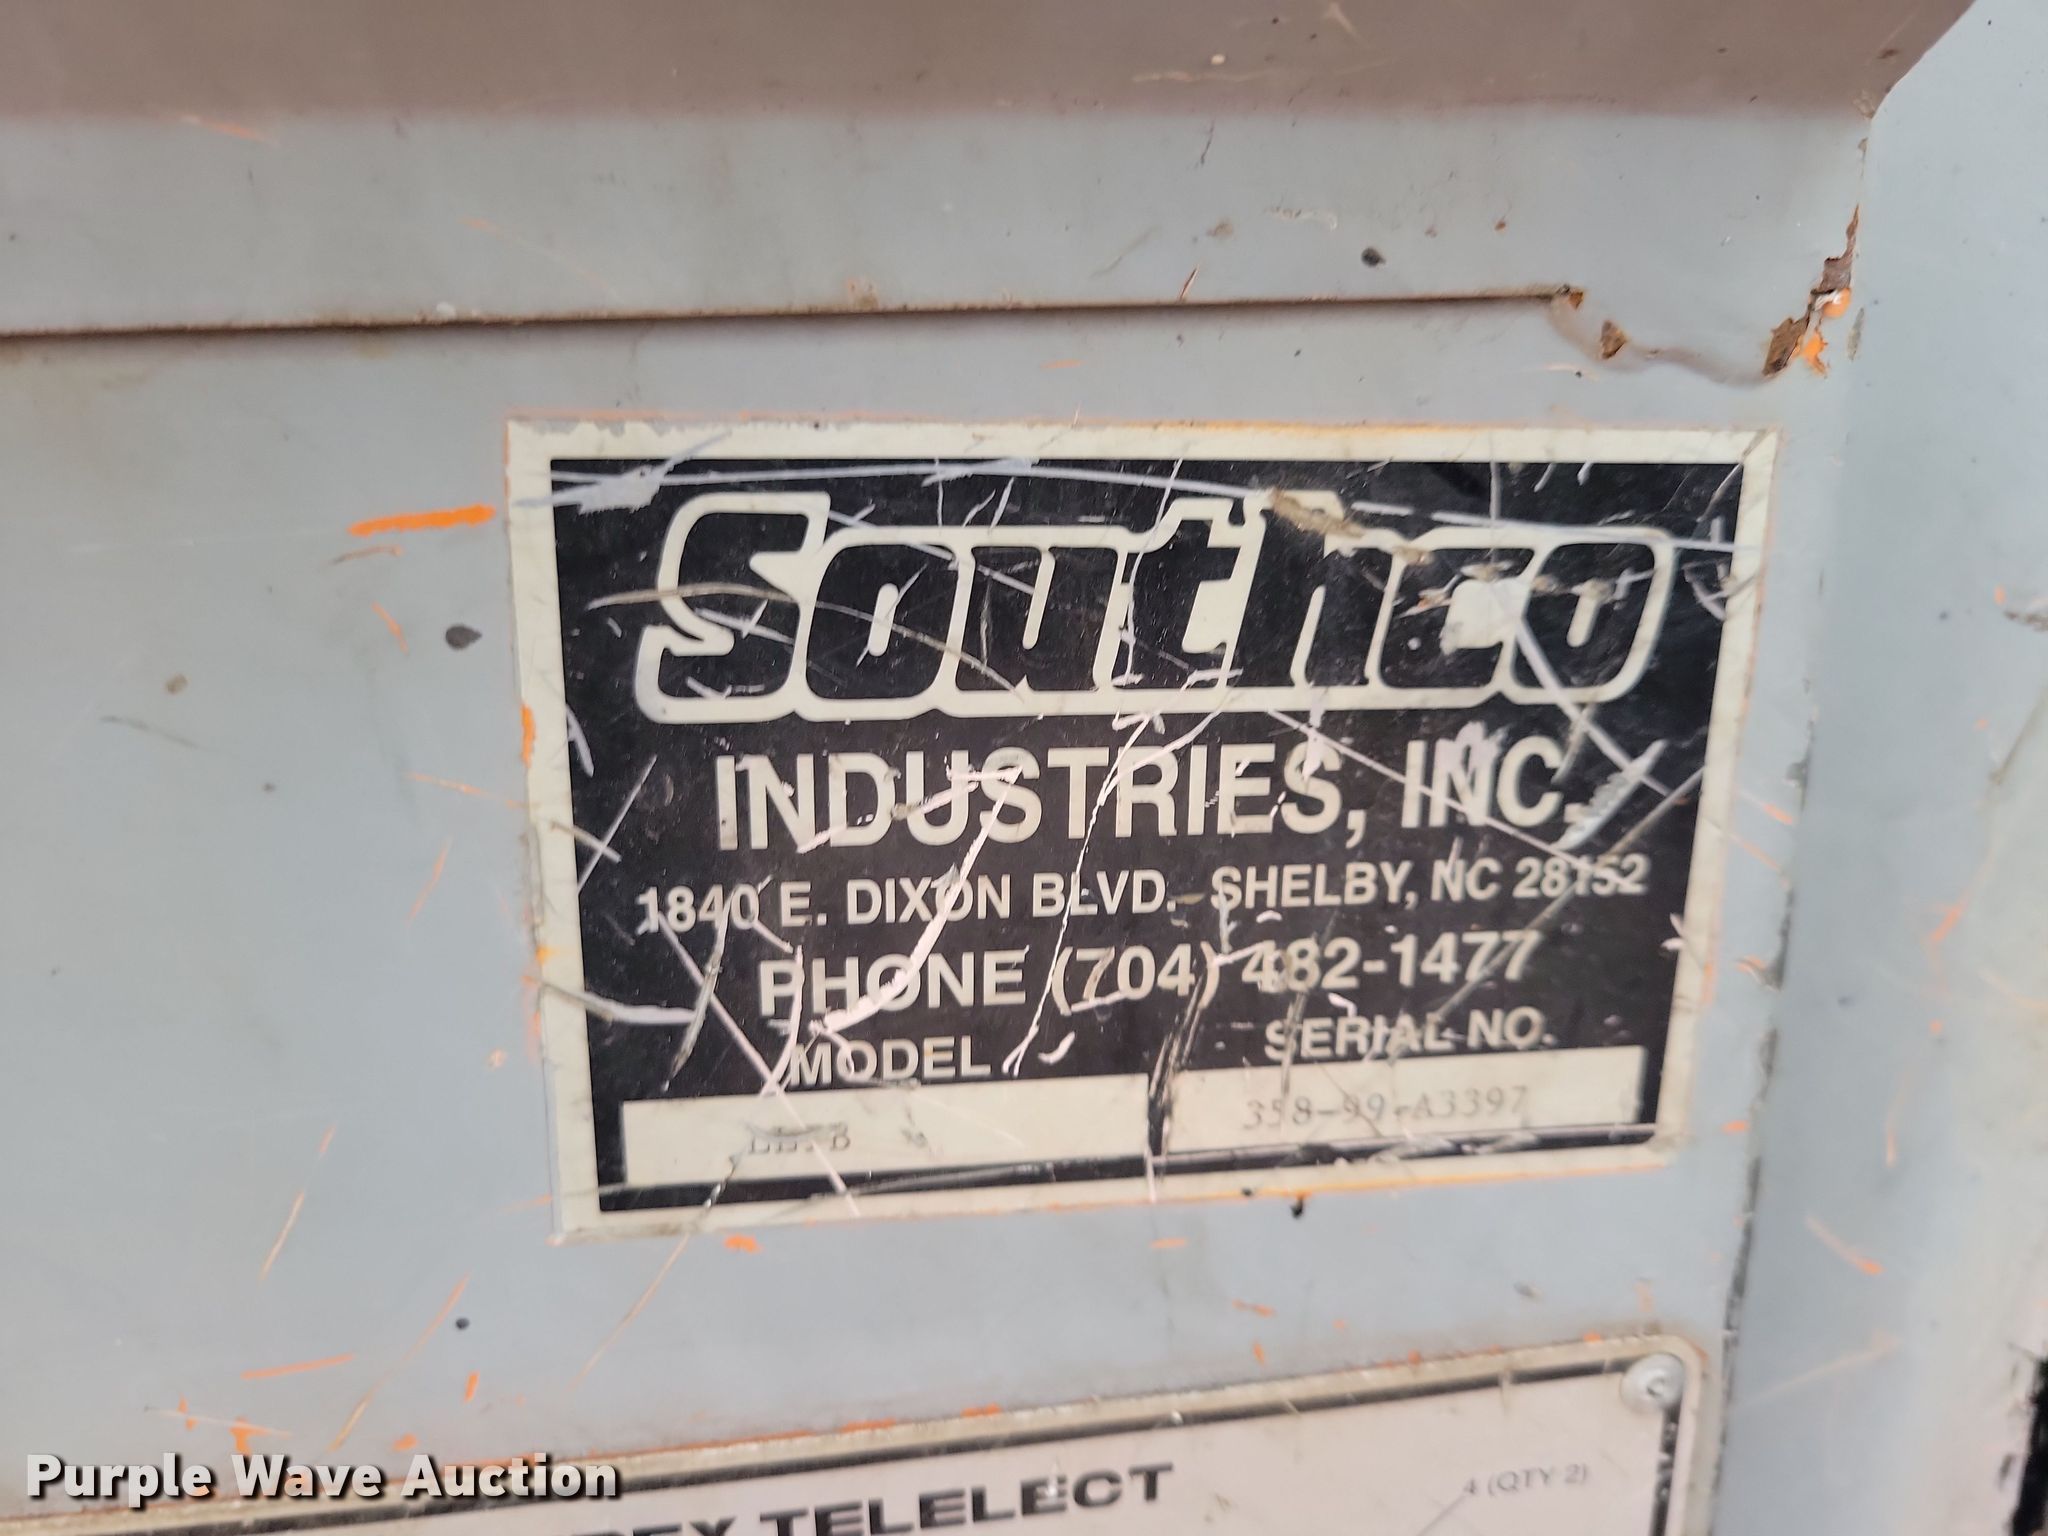 Southco
INDUSTRIES, INC.
1840 E. DIXON BLVD. SHELBY, NC 28152
PHONE (704) 482-1477
MODEL SERIAL NO.
358-99-A3397
TELELECT
4 (QTY 2)
Purple Wave Auction